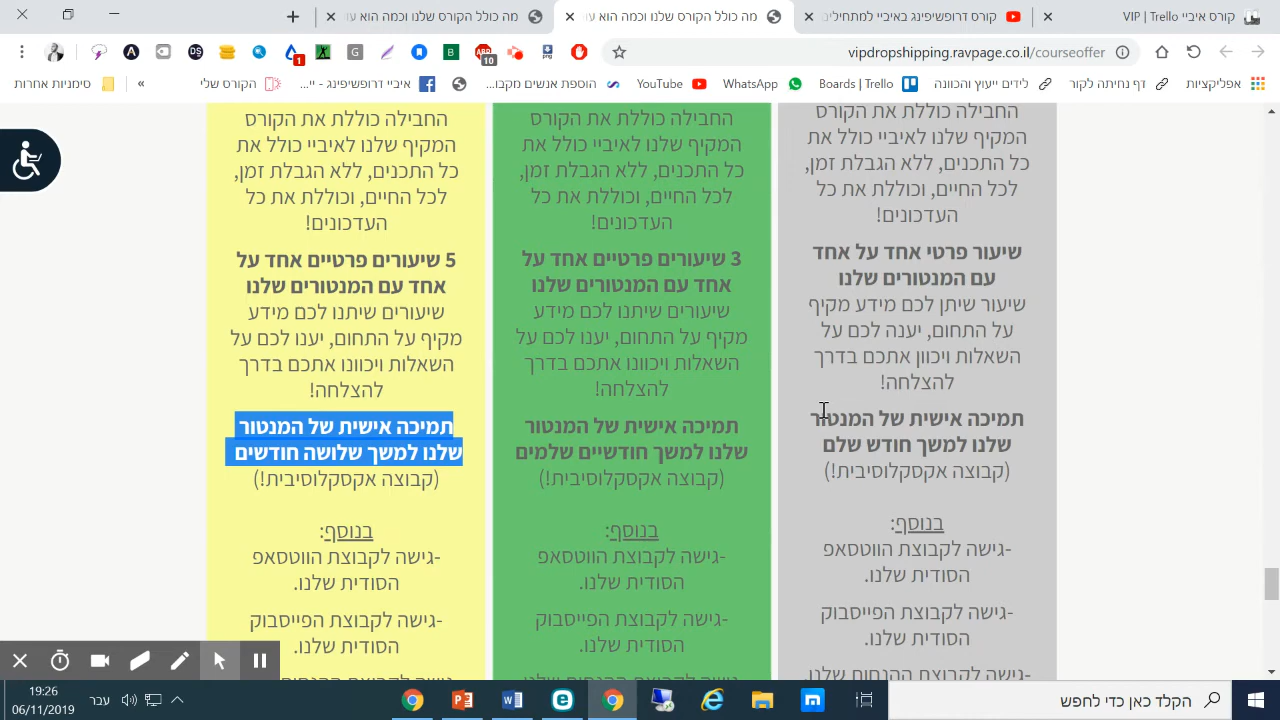 קורס איביי VIP | Trello
קורס דרופשיפינג באיביי למתחילים
מה כולל הקורס שלנו וכמה הוא עו
מה כולל הקורס שלנו וכמה הוא עו
vipdropshipping.ravpage.co.il/courseoffer
אפליקציות
דף נחיתה לקור
לידים ייעוץ והכוונה
Boards | Trello
WhatsApp
YouTube
הוספת אנשים מקבו...
איביי דרופשיפינג - יי...
הקורס שלי
»
סימניות אחרות
החבילה כוללת את הקורס
המקיף שלנו לאיביי כולל את
כל התכנים, ללא הגבלת זמן,
לכל החיים, וכוללת את כל
העדכונים!
שיעור פרטי אחד על אחד
עם המנטורים שלנו
שיעור שיתן לכם מידע מקיף
על התחום, יענה לכם על
השאלות ויכוון אתכם בדרך
להצלחה!
תמיכה אישית של המנטור
שלנו למשך חודש שלם
(קבוצה אקסקלוסיבית!)
בנוסף:
-גישה לקבוצת הווטסאפ
הסודית שלנו.
-גישה לקבוצת הפייסבוק
הסודית שלנו.
-גישה לקבוצת ההנחות שלנו.
החבילה כוללת את הקורס
המקיף שלנו לאיביי כולל את
כל התכנים, ללא הגבלת זמן,
לכל החיים, וכוללת את כל
העדכונים!
3 שיעורים פרטיים אחד על
אחד עם המנטורים שלנו
שיעורים שיתנו לכם מידע
מקיף על התחום, יענו לכם על
השאלות ויכוונו אתכם בדרך
להצלחה!
תמיכה אישית של המנטור
שלנו למשך חודשיים שלמים
(קבוצה אקסקלוסיבית!)
בנוסף:
-גישה לקבוצת הווטסאפ
הסודית שלנו.
-גישה לקבוצת הפייסבוק
הסודית שלנו.
החבילה כוללת את הקורס
המקיף שלנו לאיביי כולל את
כל התכנים, ללא הגבלת זמן,
לכל החיים, וכוללת את כל
העדכונים!
5 שיעורים פרטיים אחד על
אחד עם המנטורים שלנו
שיעורים שיתנו לכם מידע
מקיף על התחום, יענו לכם על
השאלות ויכוונו אתכם בדרך
להצלחה!
תמיכה אישית של המנטור
שלנו למשך שלושה חודשים
(קבוצה אקסקלוסיבית!)
בנוסף:
-גישה לקבוצת הווטסאפ
הסודית שלנו.
-גישה לקבוצת הפייסבוק
הסודית שלנו.
הקלד כאן כדי לחפש
עבר
19:26
06/11/2019